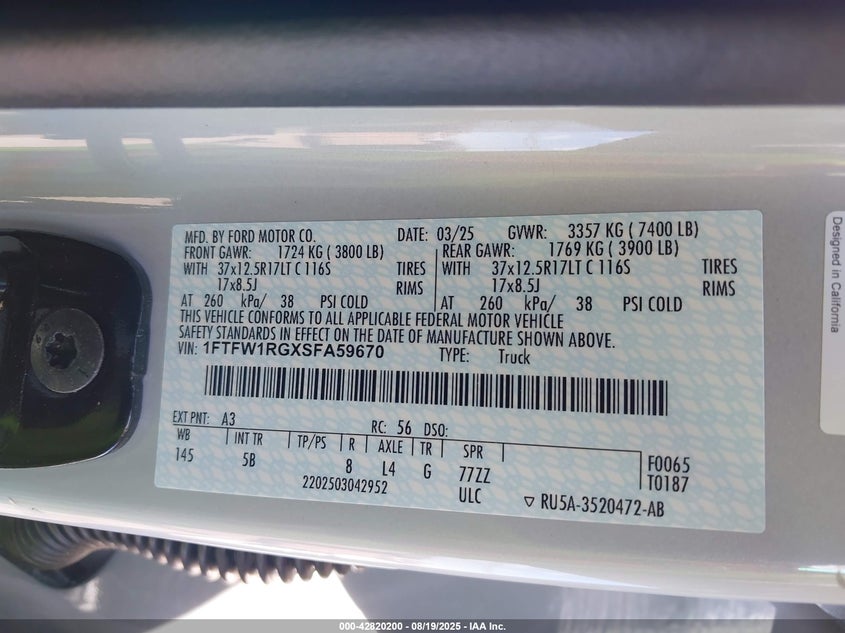 MFD. BY FORD MOTOR CO. DATE: 03/25 GVWR: 3357 KG ( 7400 LB)
FRONT GAWR: 1724 KG ( 3800 LB) REAR GAWR: 1769 KG ( 3900 LB)
WITH 37x12.5R17LT C 116S TIRES WITH 37x12.5R17LT C 116S TIRES
17x8.5J RIMS 17x8.5J RIMS
AT 260 kPa/ 38 PSI COLD AT 260 kPa/ 38 PSI COLD
THIS VEHICLE CONFORMS TO ALL APPLICABLE FEDERAL MOTOR VEHICLE
SAFETY STANDARDS IN EFFECT ON THE DATE OF MANUFACTURE SHOWN ABOVE.
VIN: 1FTFW1RGXSFA59670 TYPE: Truck
EXT PNT: A3 RC: 56 DSO:
WB INT TR TP/PS R AXLE TR SPR F0065
145 5B 8 L4 G 77ZZ T0187
2202503042952 ULC ▽ RU5A-3520472-AB
Designed in California
000-42820200 - 08/19/2025 - IAA Inc.